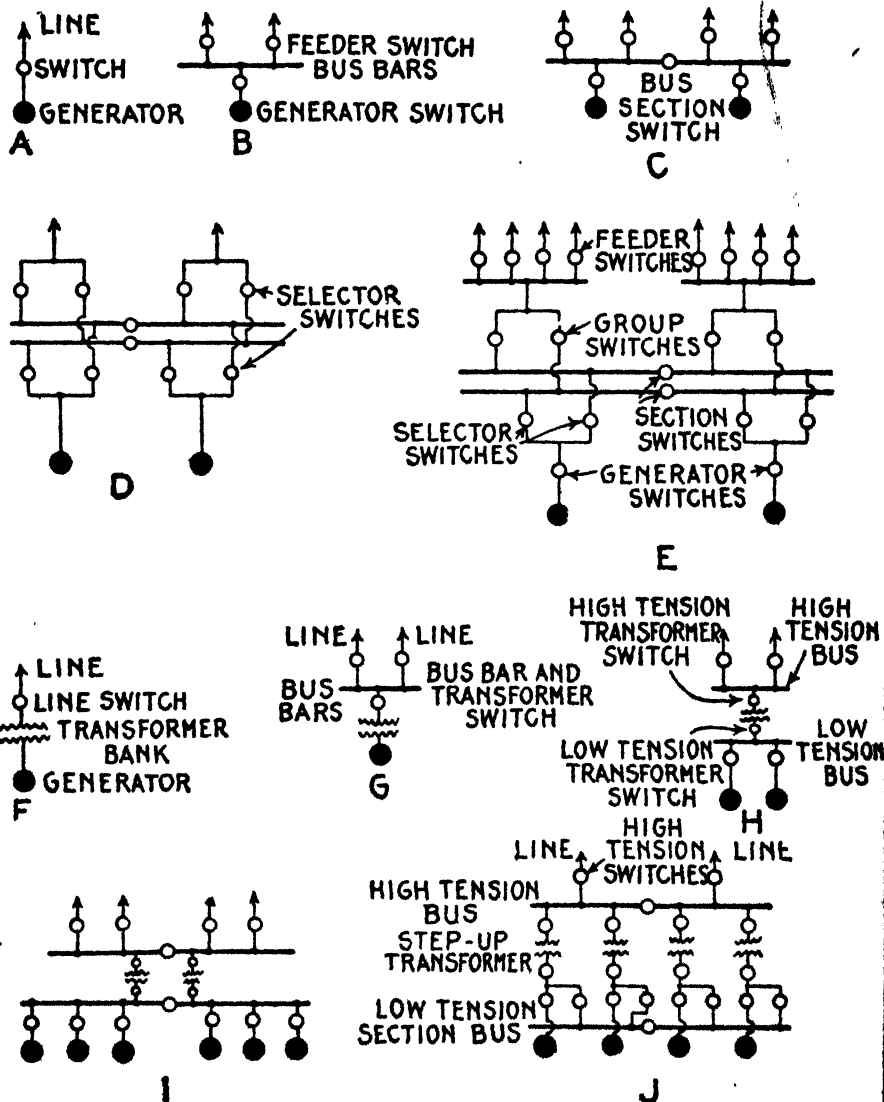 LINE
SWITCH
GENERATOR
A
FEEDER SWITCH
BUS BARS
GENERATOR SWITCH
B
BUS
SECTION
SWITCH
C
SELECTOR
SWITCHES
D
FEEDER
SWITCHES
GROUP
SWITCHES
SELECTOR
SWITCHES
SECTION
SWITCHES
GENERATOR
SWITCHES
E
LINE
LINE SWITCH
TRANSFORMER
BANK
GENERATOR
F
LINE
LINE
BUS
BARS
BUS BAR AND
TRANSFORMER
SWITCH
G
HIGH TENSION
TRANSFORMER
SWITCH
HIGH
TENSION
BUS
LOW TENSION
TRANSFORMER
SWITCH
LOW
TENSION
BUS
H
I
LINE
HIGH
TENSION
SWITCHES
LINE
HIGH TENSION
BUS
STEP-UP
TRANSFORMER
LOW TENSION
SECTION BUS
J